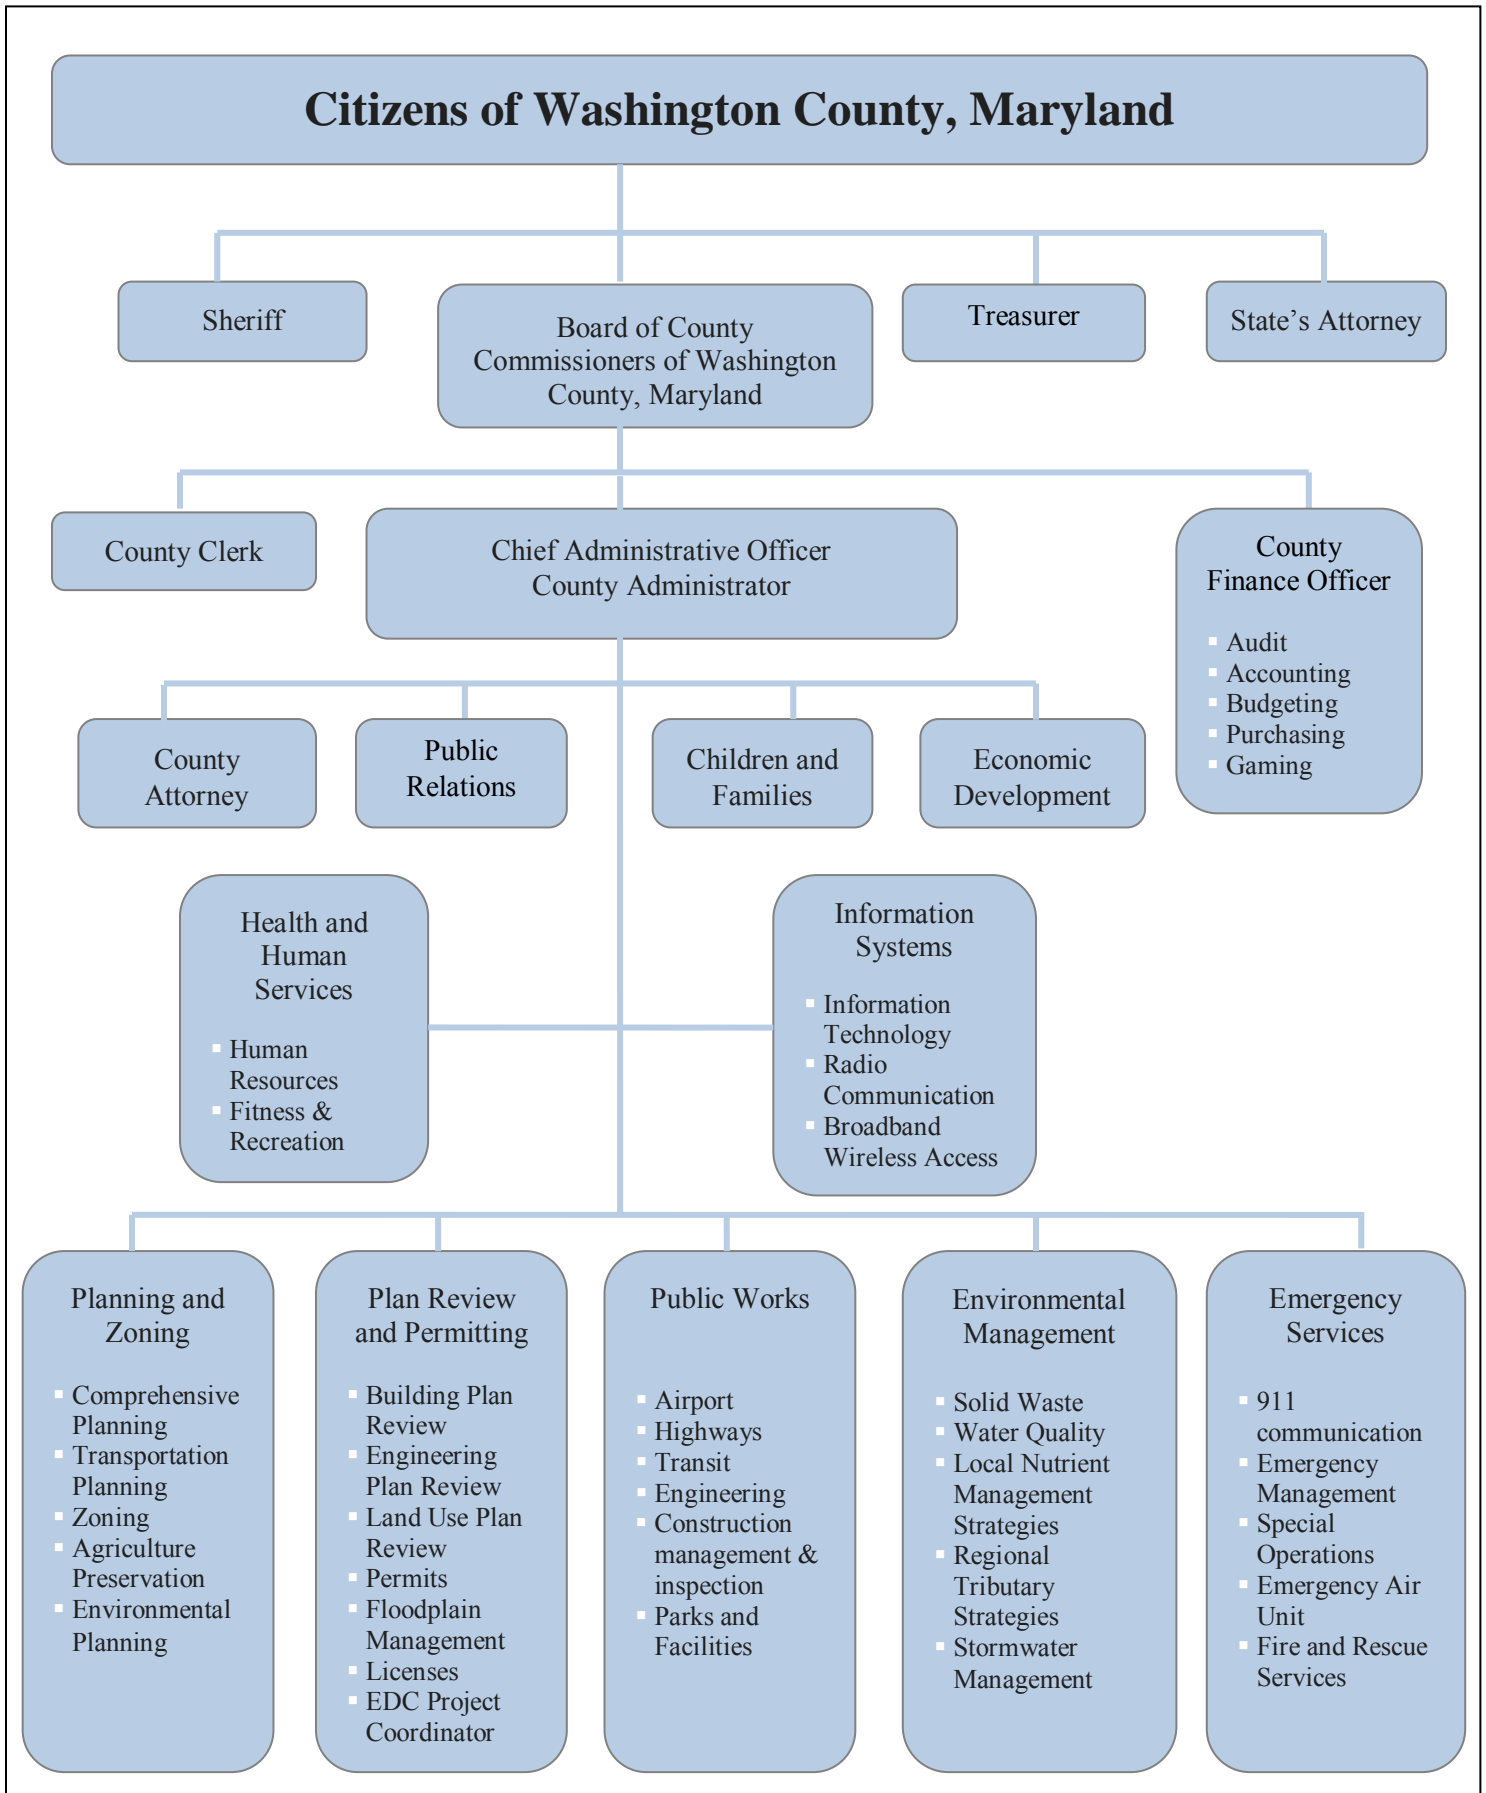 Citizens of Washington County, Maryland
Sheriff
Board of County
Commissioners of Washington
County, Maryland
Treasurer
State’s Attorney
County Clerk
Chief Administrative Officer
County Administrator
County
Finance Officer
Audit
Accounting
Budgeting
Purchasing
Gaming
County
Attorney
Public
Relations
Children and
Families
Economic
Development
Health and
Human
Services
Human
Resources
Fitness &
Recreation
Information
Systems
Information
Technology
Radio
Communication
Broadband
Wireless Access
Planning and
Zoning
Comprehensive
Planning
Transportation
Planning
Zoning
Agriculture
Preservation
Environmental
Planning
Plan Review
and Permitting
Building Plan
Review
Engineering
Plan Review
Land Use Plan
Review
Permits
Floodplain
Management
Licenses
EDC Project
Coordinator
Public Works
Airport
Highways
Transit
Engineering
Construction
management &
inspection
Parks and
Facilities
Environmental
Management
Solid Waste
Water Quality
Local Nutrient
Management
Strategies
Regional
Tributary
Strategies
Stormwater
Management
Emergency
Services
911
communication
Emergency
Management
Special
Operations
Emergency Air
Unit
Fire and Rescue
Services